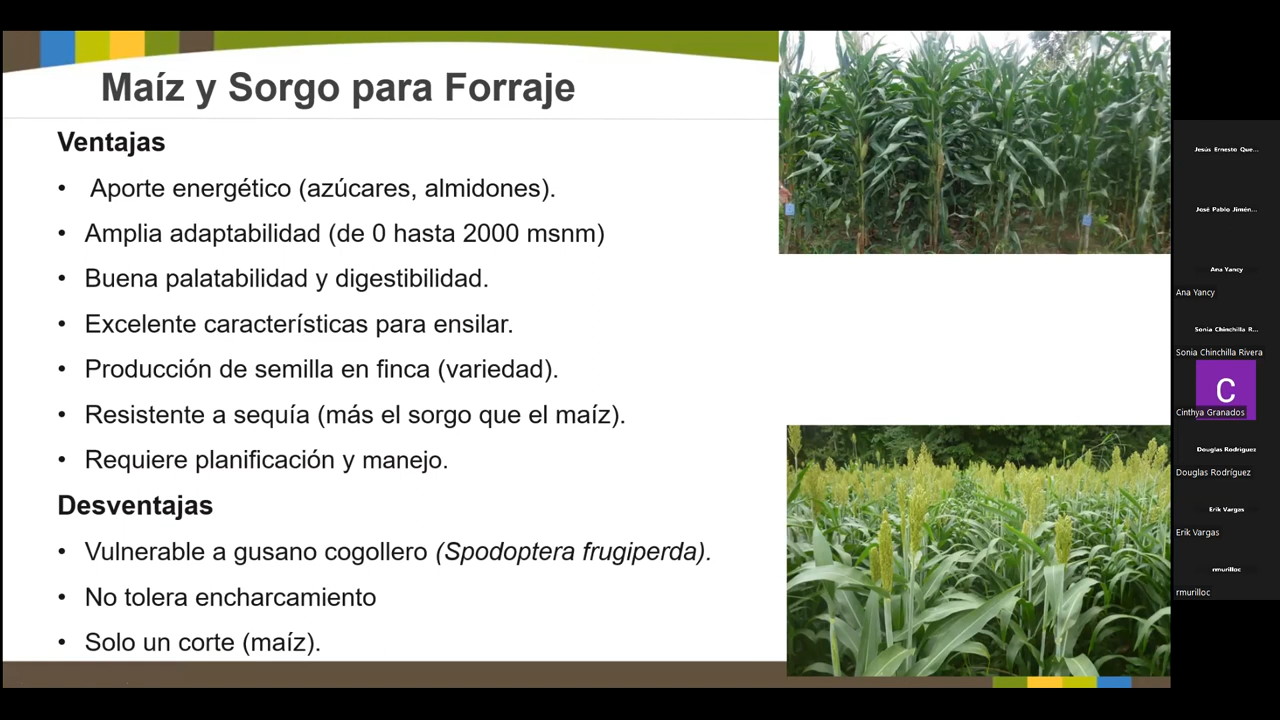 Maíz y Sorgo para Forraje
Ventajas
• Aporte energético (azúcares, almidones).
• Amplia adaptabilidad (de 0 hasta 2000 msnm)
• Buena palatabilidad y digestibilidad.
• Excelente características para ensilar.
• Producción de semilla en finca (variedad).
• Resistente a sequía (más el sorgo que el maíz).
• Requiere planificación y manejo.
Desventajas
• Vulnerable a gusano cogollero (Spodoptera frugiperda).
• No tolera encharcamiento
• Solo un corte (maíz).
Jesús Ernesto Que...
José Pablo Jimén...
Ana Yancy
Ana Yancy
Sonia Chinchilla R...
Sonia Chinchilla Rivera
C
Cinthya Granados
Douglas Rodríguez
Douglas Rodríguez
Erik Vargas
Erik Vargas
rmurilloc
rmurilloc